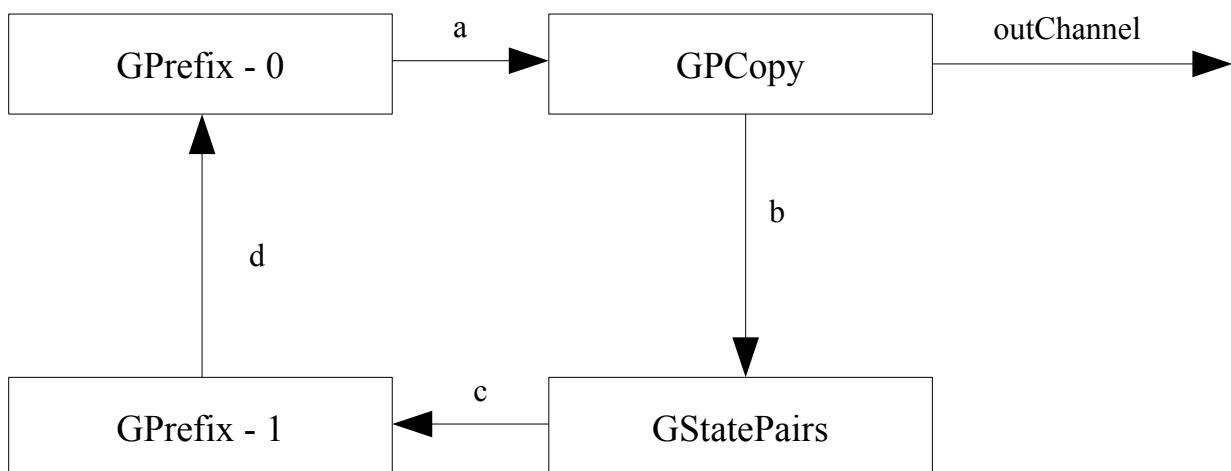 a
outChannel
GPrefix - 0
GPCopy
b
d
c
GPrefix - 1
GStatePairs